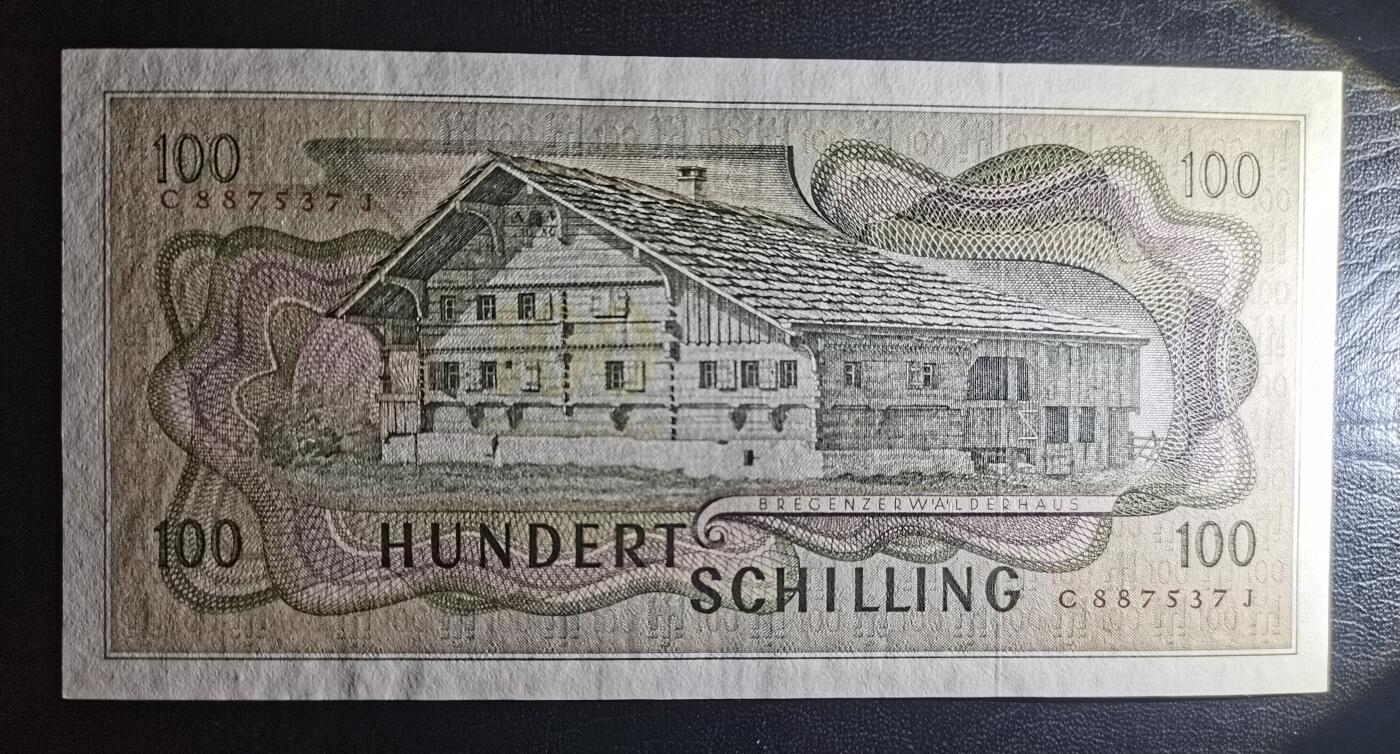 100
100
C 887537 J
BREGENZERWÄLDERHAUS
100
HUNDERT
100
SCHILLING
C 887537 J